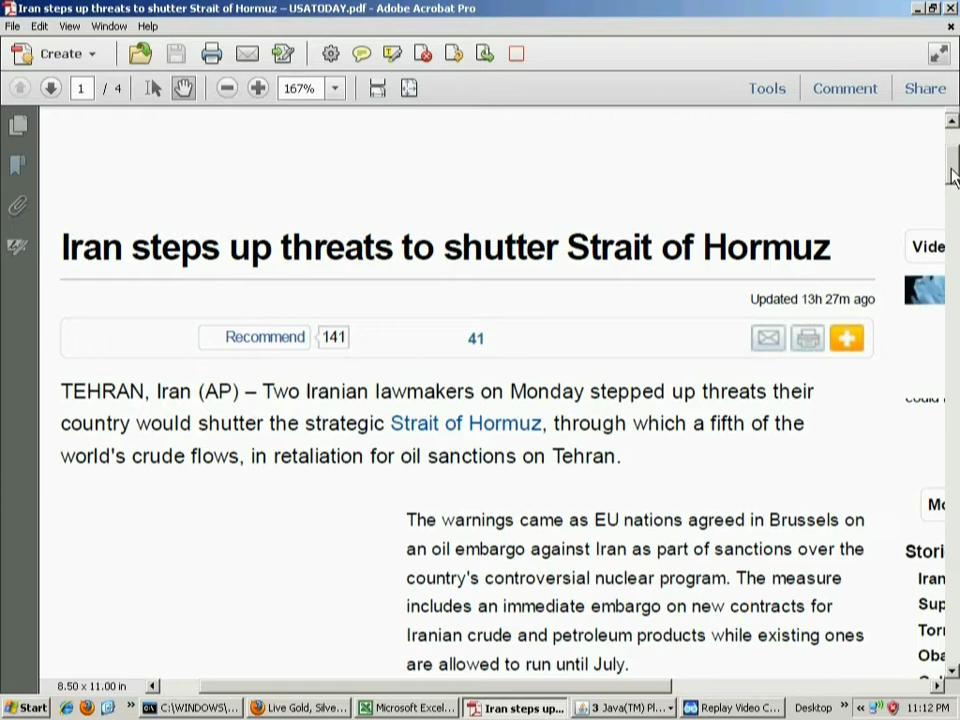 Iran steps up threats to shutter Strait of Hormuz – USATODAY.pdf - Adobe Acrobat Pro
File Edit View Window Help
Create
1 / 4 167% Tools Comment Share
Iran steps up threats to shutter Strait of Hormuz
Vide
Updated 13h 27m ago
Recommend 141 41
TEHRAN, Iran (AP) – Two Iranian lawmakers on Monday stepped up threats their
country would shutter the strategic Strait of Hormuz, through which a fifth of the
world's crude flows, in retaliation for oil sanctions on Tehran.
The warnings came as EU nations agreed in Brussels on
an oil embargo against Iran as part of sanctions over the
country's controversial nuclear program. The measure
includes an immediate embargo on new contracts for
Iranian crude and petroleum products while existing ones
are allowed to run until July.
Mo
Stori
Iran
Sup
Torn
Oba
8.50 x 11.00 in
Start » C:\WINDOWS\... Live Gold, Silve... Microsoft Excel... Iran steps up... 3 Java(TM) Pl... Replay Video C... Desktop » « 11:12 PM